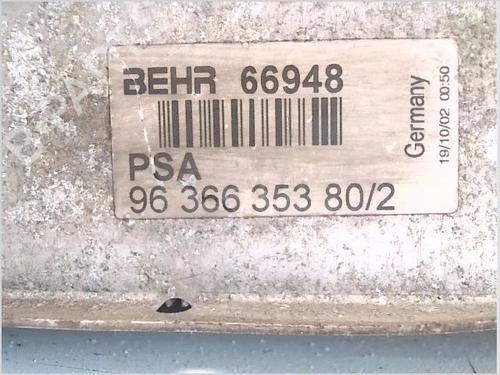 BEHR 66948
PSA
96 366 353 80/2
Germany
19/10/02 00:50